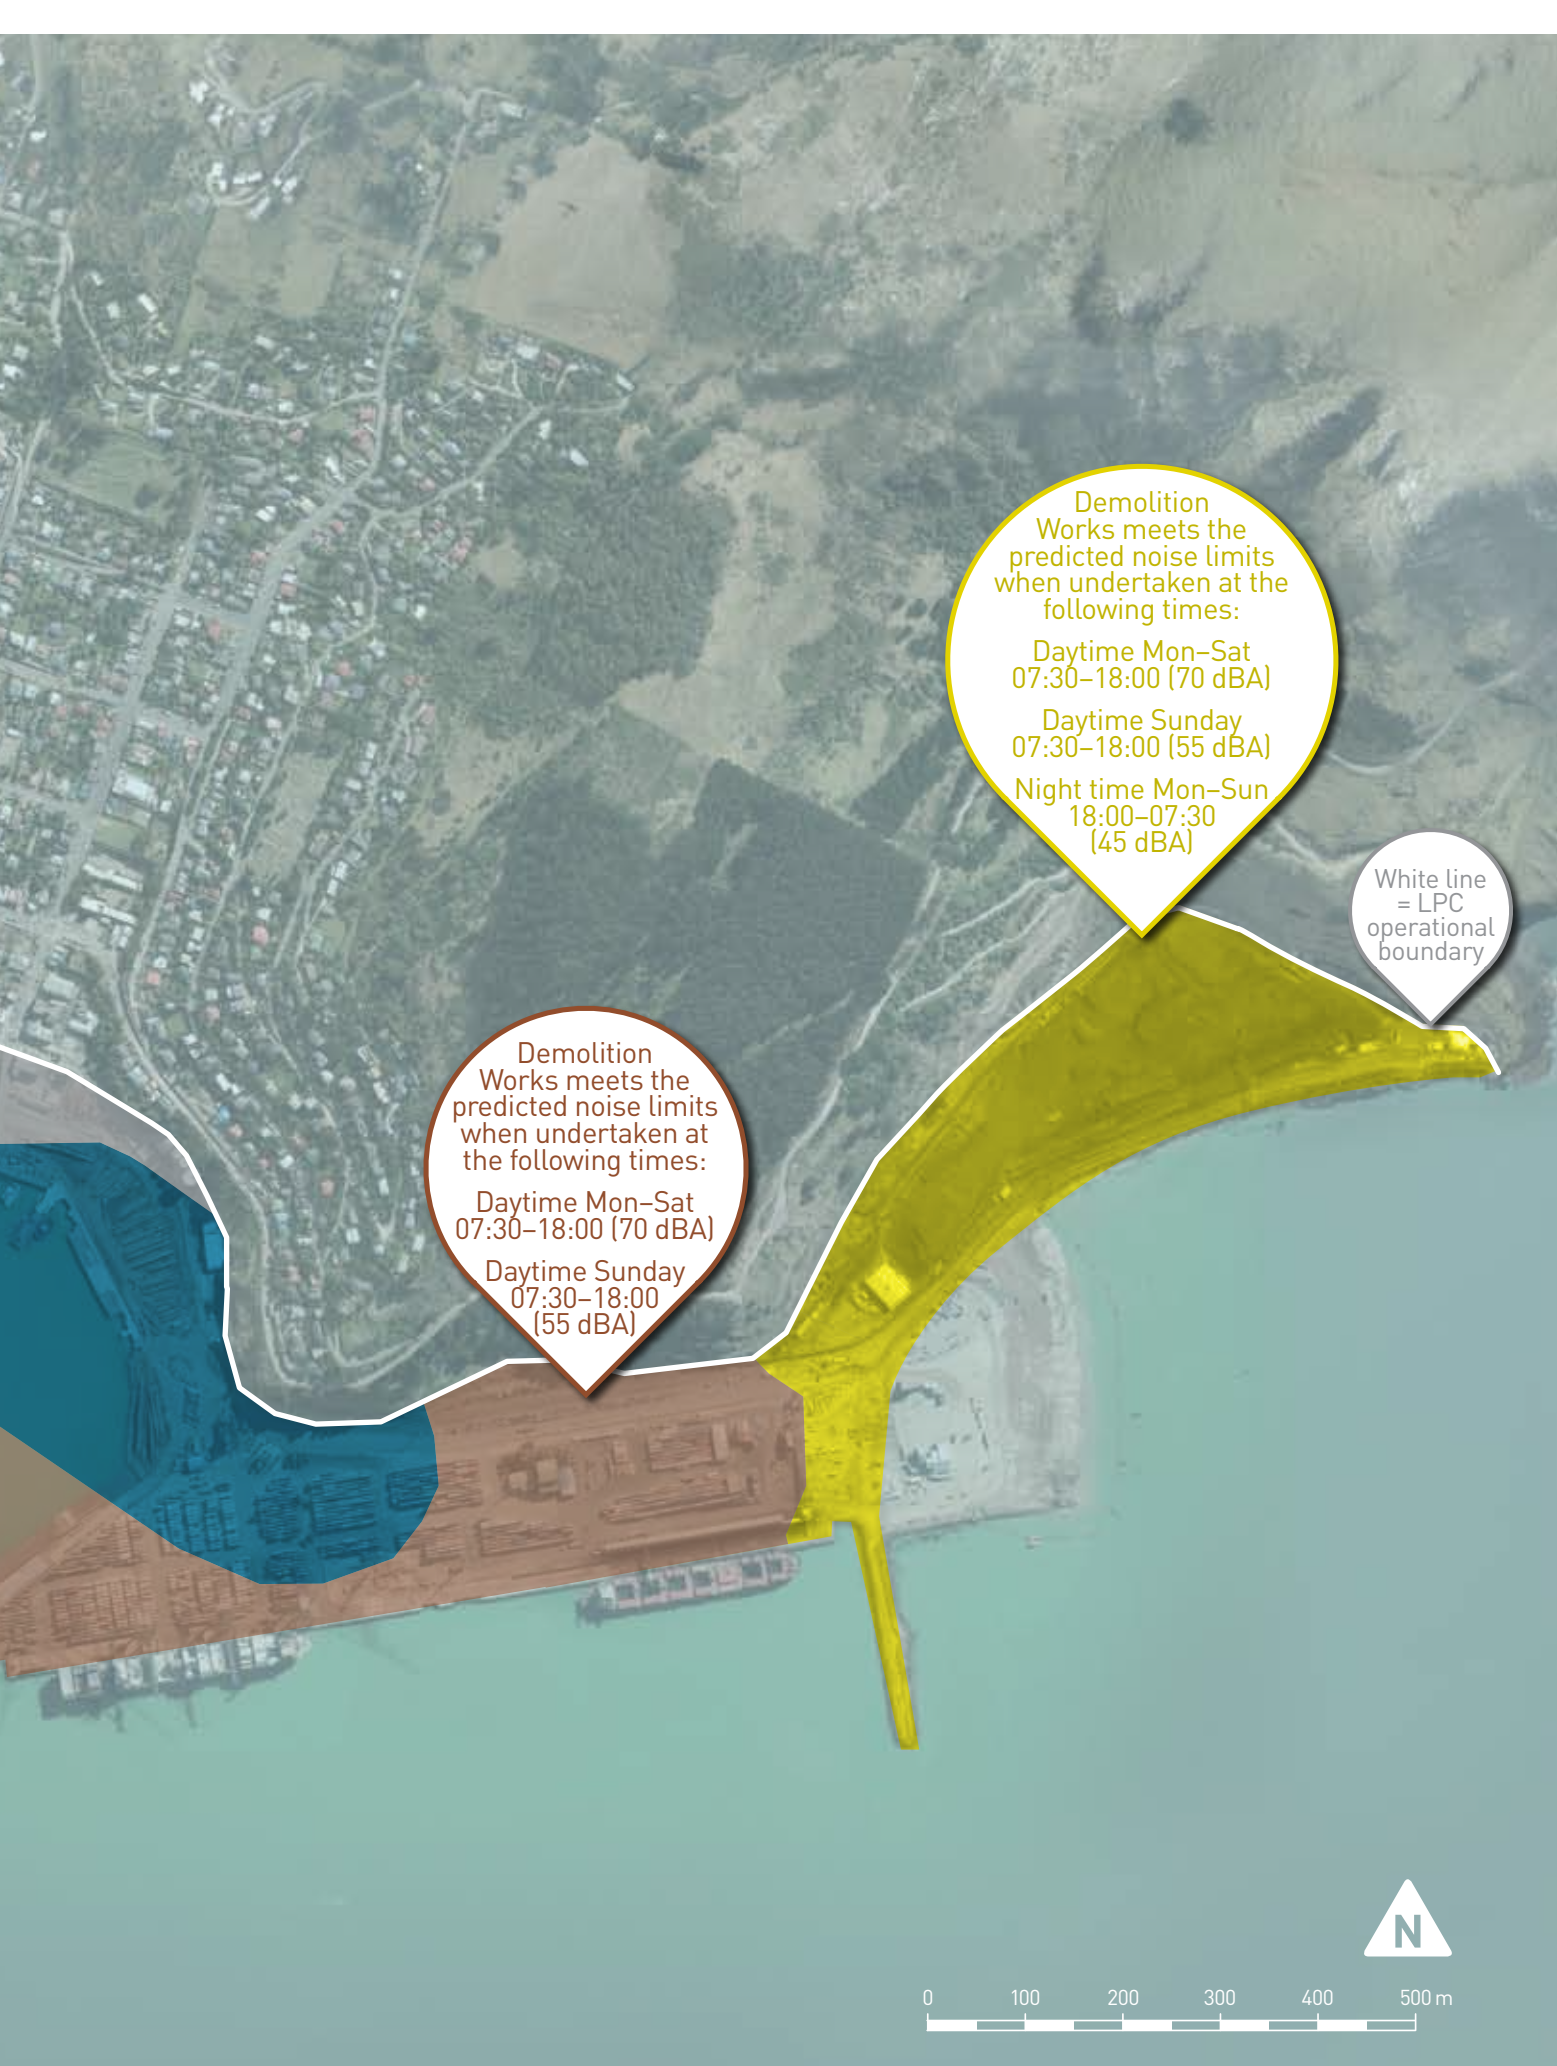 Demolition
Works meets the
predicted noise limits
when undertaken at the
following times:
Daytime Mon–Sat
07:30–18:00 (70 dBA)
Daytime Sunday
07:30–18:00 (55 dBA)
Night time Mon–Sun
18:00–07:30
(45 dBA)
White line
= LPC
operational
boundary
Demolition
Works meets the
predicted noise limits
when undertaken at
the following times:
Daytime Mon–Sat
07:30–18:00 (70 dBA)
Daytime Sunday
07:30–18:00
(55 dBA)
N
0 100 200 300 400 500 m